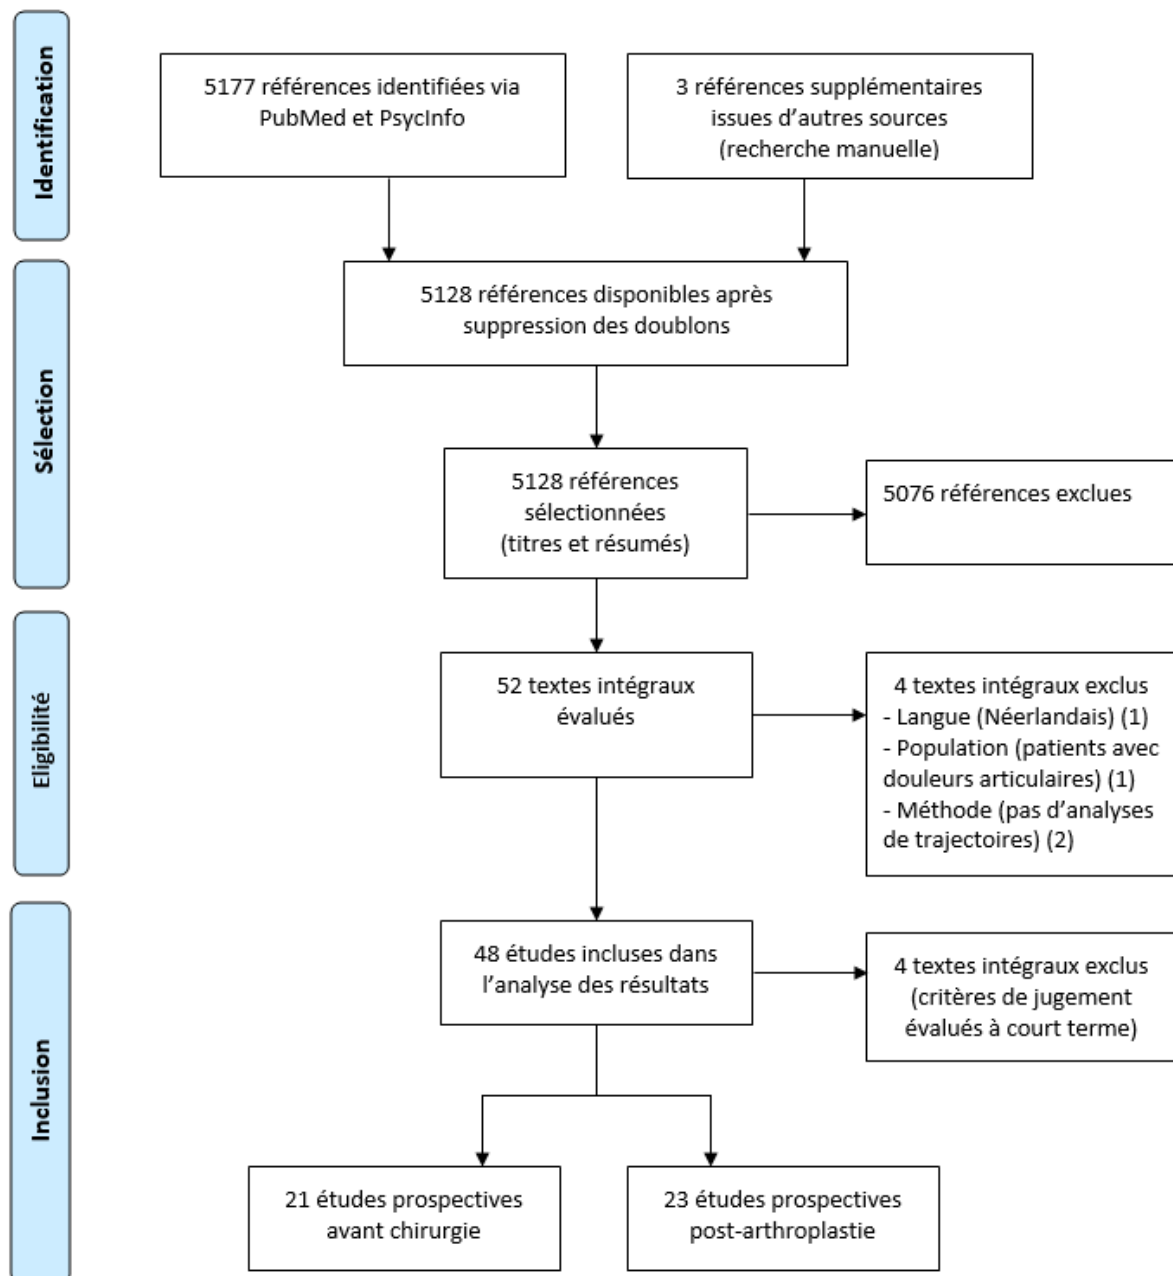 Identification
5177 références identifiées via
PubMed et PsycInfo
3 références supplémentaires
issues d’autres sources
(recherche manuelle)
Sélection
5128 références disponibles après
suppression des doublons
5128 références
sélectionnées
(titres et résumés)
5076 références exclues
Eligibilité
52 textes intégraux
évalués
4 textes intégraux exclus
- Langue (Néerlandais) (1)
- Population (patients avec
douleurs articulaires) (1)
- Méthode (pas d’analyses
de trajectoires) (2)
Inclusion
48 études incluses dans
l’analyse des résultats
4 textes intégraux exclus
(critères de jugement
évalués à court terme)
21 études prospectives
avant chirurgie
23 études prospectives
post-arthroplastie